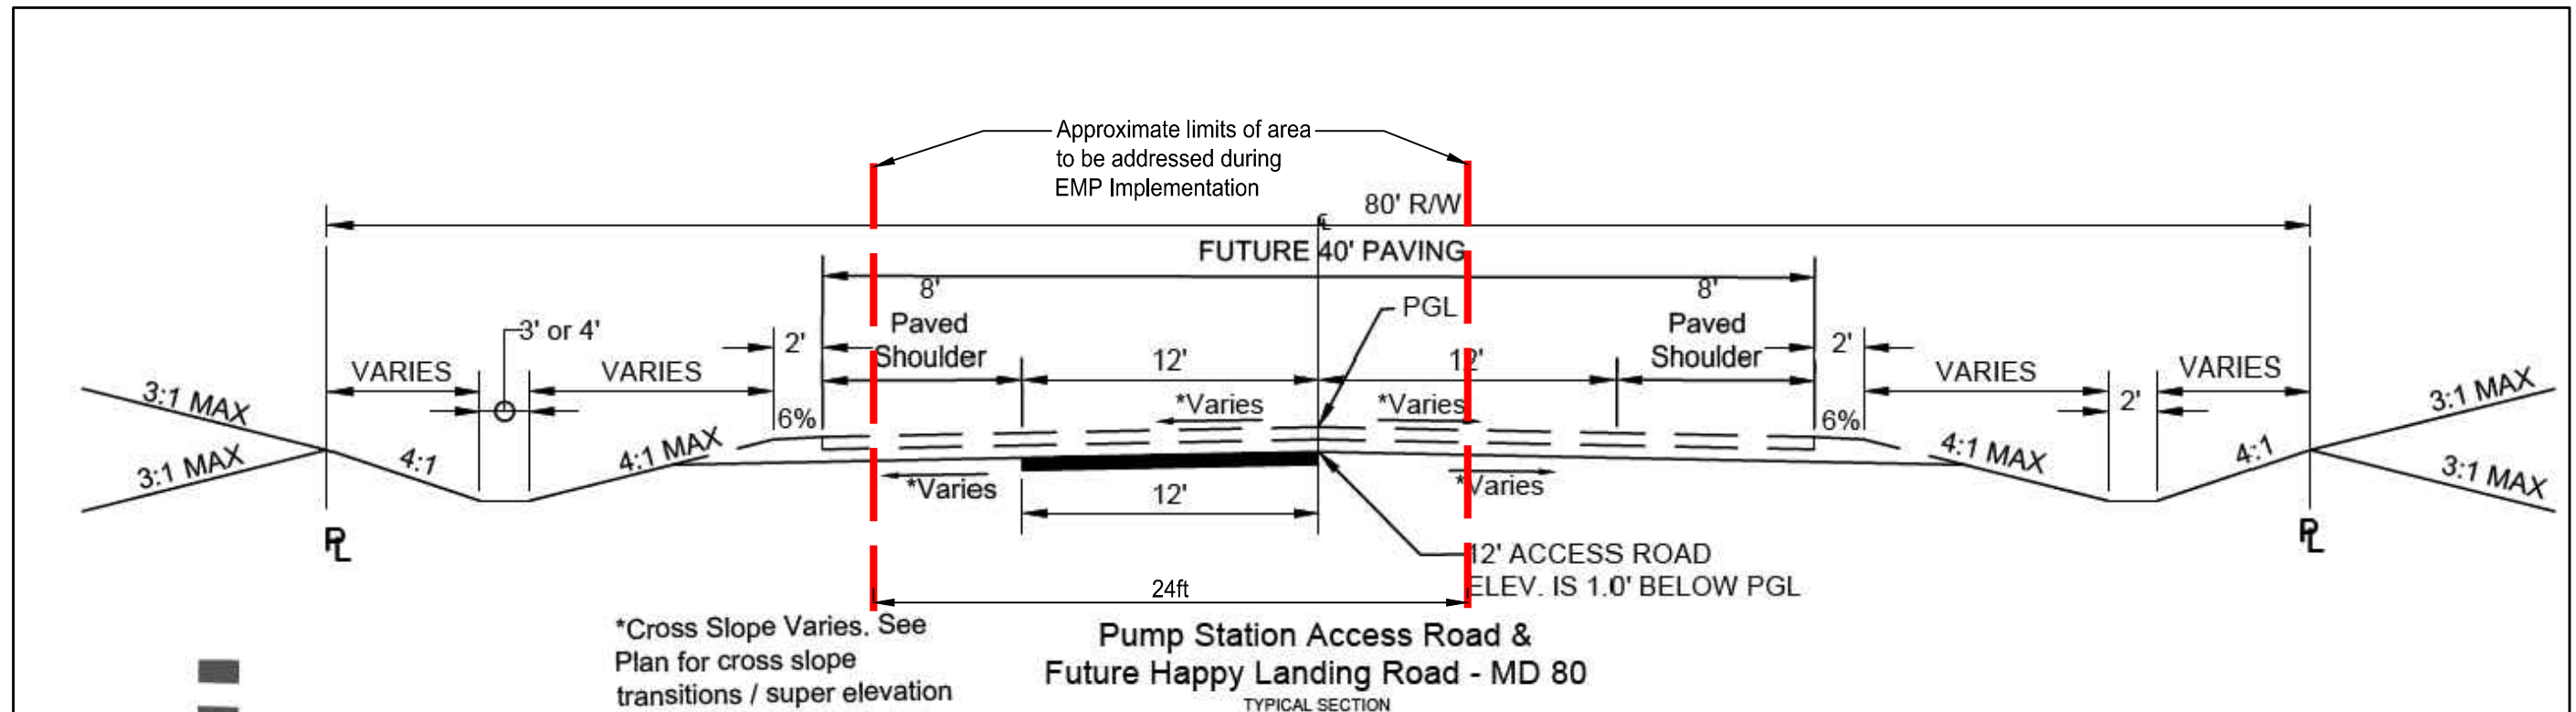 Approximate limits of area
to be addressed during
EMP Implementation
80' R/W
℄
FUTURE 40' PAVING
8'
8'
PGL
Paved
Shoulder
Paved
Shoulder
3' or 4'
2'
2'
VARIES
VARIES
12'
12'
VARIES
2'
VARIES
3:1 MAX
3:1 MAX
4:1
4:1 MAX
6%
*Varies
*Varies
6%
4:1 MAX
4:1
3:1 MAX
3:1 MAX
*Varies
12'
*Varies
PL
PL
12' ACCESS ROAD
ELEV. IS 1.0' BELOW PGL
24ft
*Cross Slope Varies. See
Plan for cross slope
transitions / super elevation
Pump Station Access Road &
Future Happy Landing Road - MD 80
TYPICAL SECTION